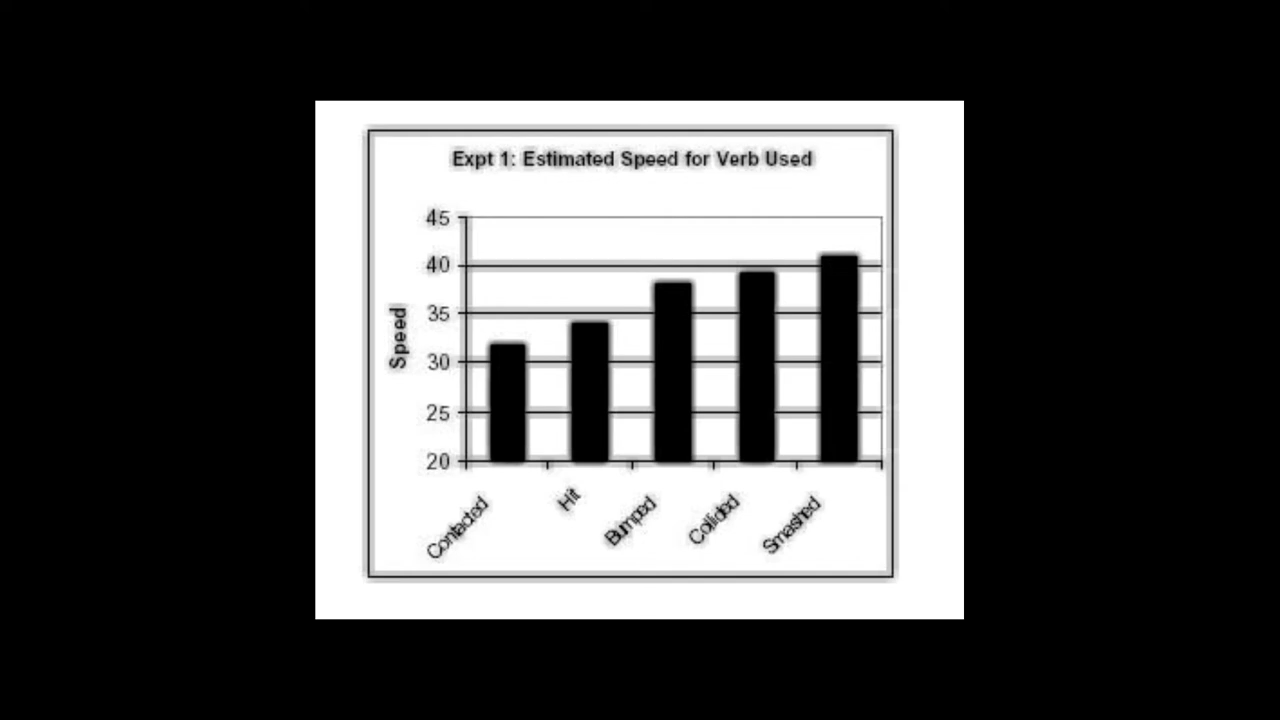 Expt 1: Estimated Speed for Verb Used
45
40
35
30
25
20
Speed
Contacted
Hit
Bumped
Collided
Smashed